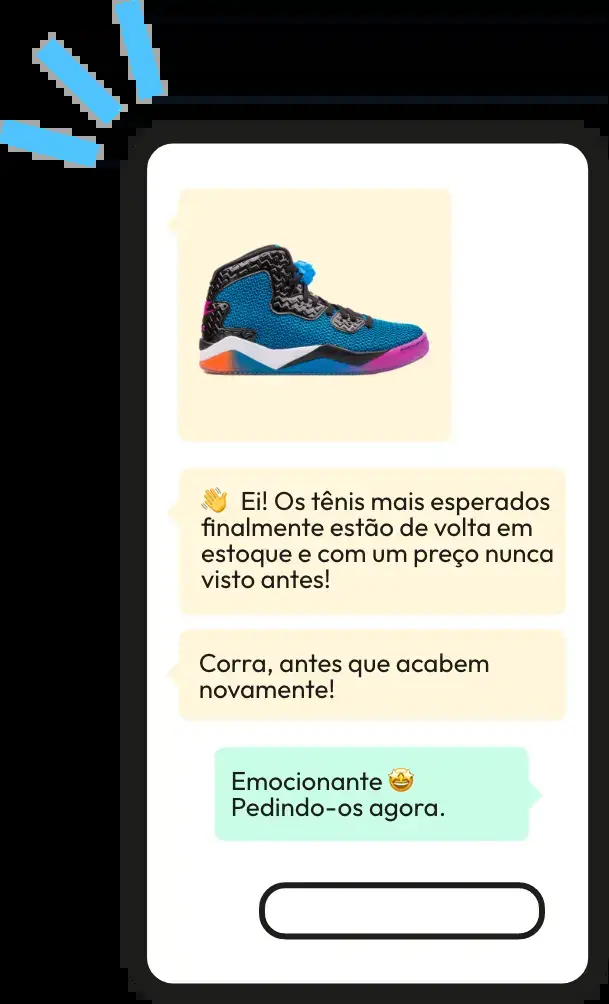 👋 Ei! Os tênis mais esperados
finalmente estão de volta em
estoque e com um preço nunca
visto antes!
Corra, antes que acabem
novamente!
Emocionante 🤩
Pedindo-os agora.